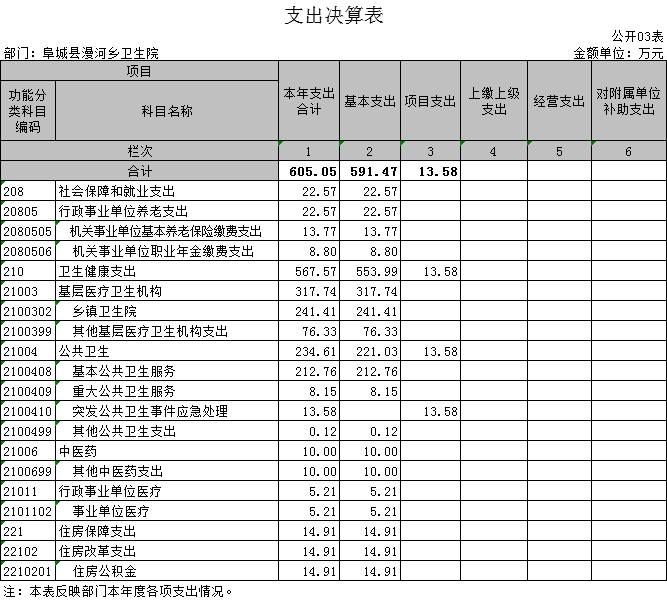 支出决算表
公开03表
部门：阜城县漫河乡卫生院 金额单位：万元
项目 本年支出合计 基本支出 项目支出 上缴上级支出 经营支出 对附属单位补助支出
功能分类科目编码 科目名称
栏次 1 2 3 4 5 6
合计 605.05 591.47 13.58
208 社会保障和就业支出 22.57 22.57
20805 行政事业单位养老支出 22.57 22.57
2080505 机关事业单位基本养老保险缴费支出 13.77 13.77
2080506 机关事业单位职业年金缴费支出 8.80 8.80
210 卫生健康支出 567.57 553.99 13.58
21003 基层医疗卫生机构 317.74 317.74
2100302 乡镇卫生院 241.41 241.41
2100399 其他基层医疗卫生机构支出 76.33 76.33
21004 公共卫生 234.61 221.03 13.58
2100408 基本公共卫生服务 212.76 212.76
2100409 重大公共卫生服务 8.15 8.15
2100410 突发公共卫生事件应急处理 13.58 13.58
2100499 其他公共卫生支出 0.12 0.12
21006 中医药 10.00 10.00
2100699 其他中医药支出 10.00 10.00
21011 行政事业单位医疗 5.21 5.21
2101102 事业单位医疗 5.21 5.21
221 住房保障支出 14.91 14.91
22102 住房改革支出 14.91 14.91
2210201 住房公积金 14.91 14.91
注：本表反映部门本年度各项支出情况。